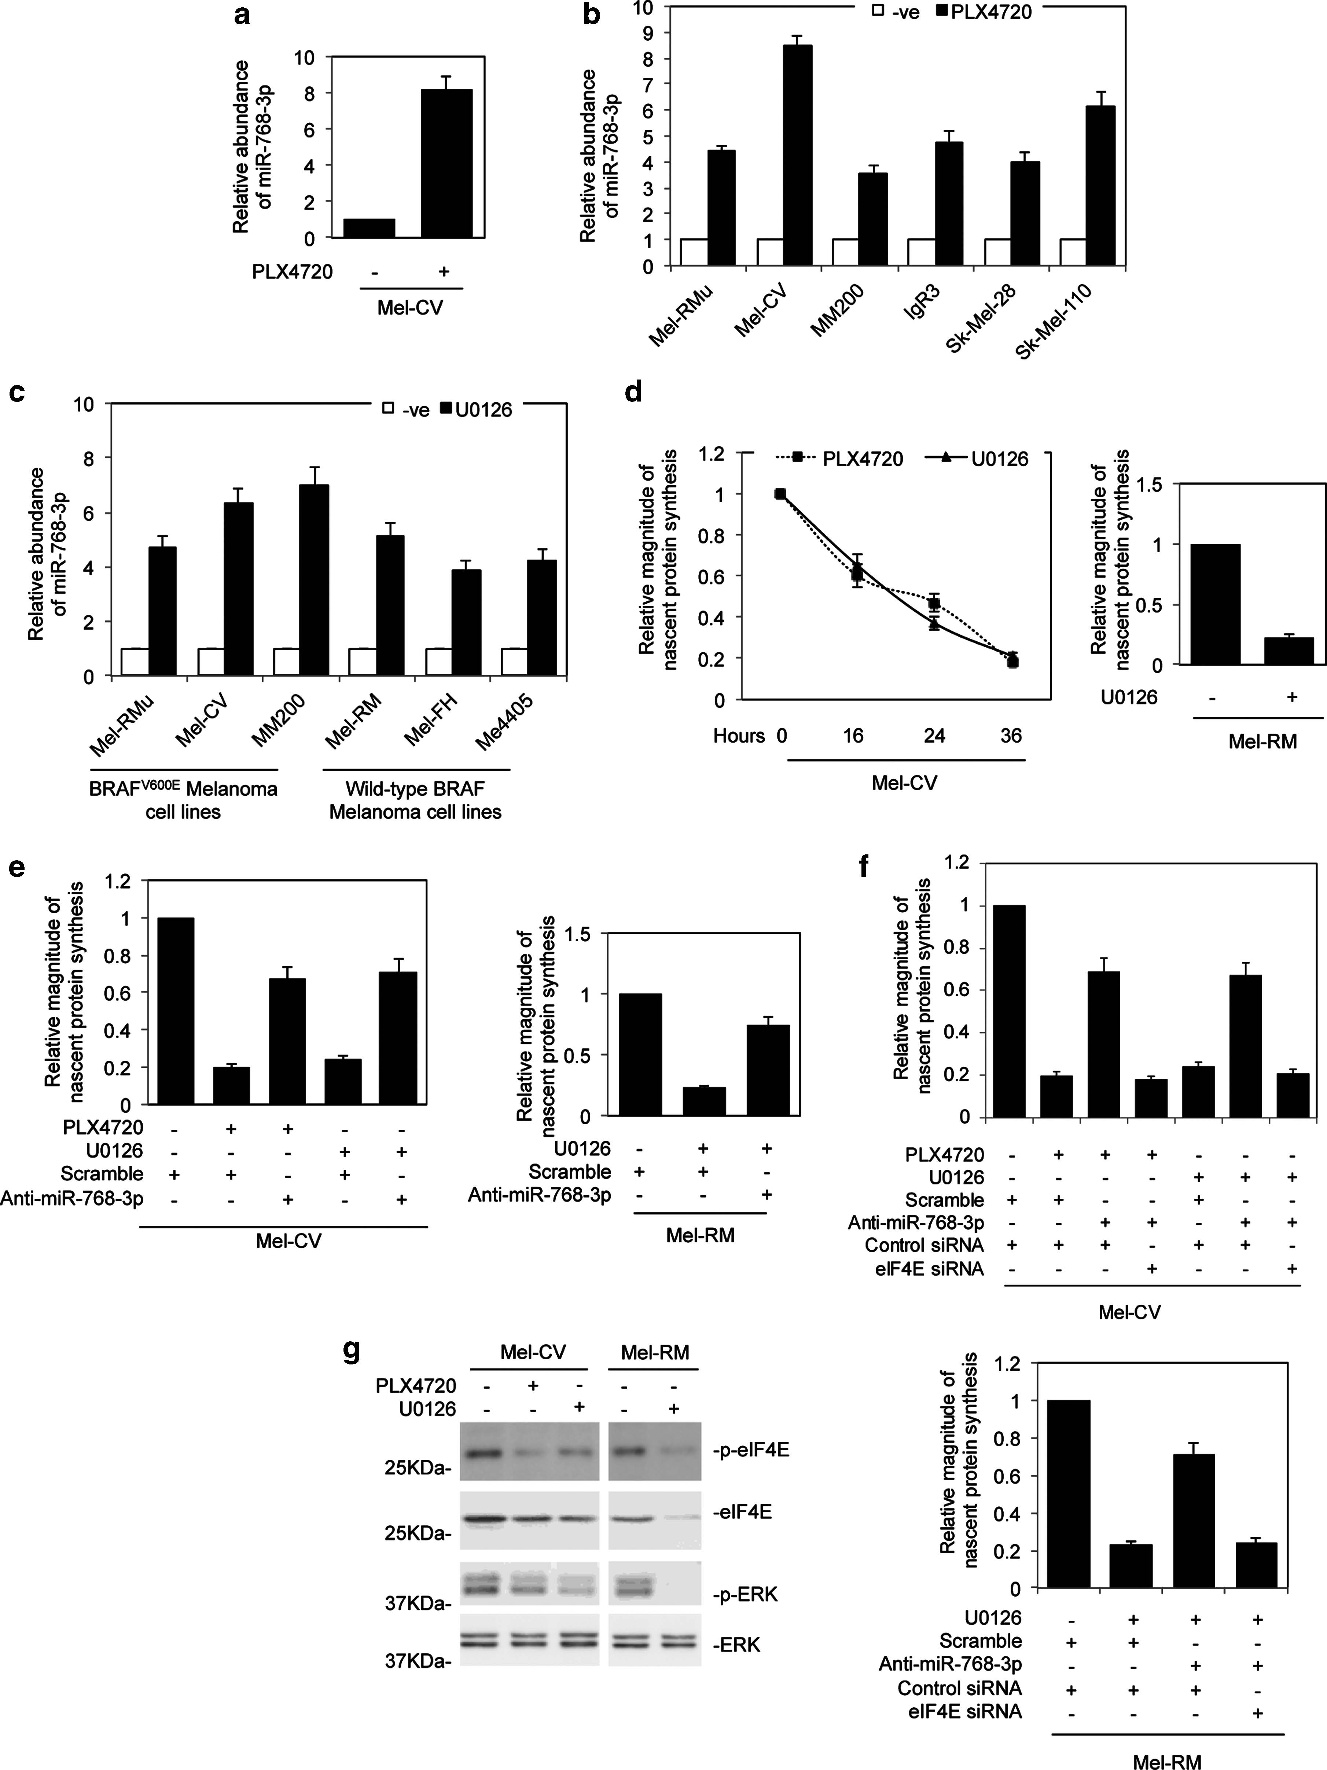 a
Relative abundance
of miR-768-3p
10
8
6
4
2
0
PLX4720 - +
Mel-CV
b
Relative abundance
of miR-768-3p
-ve PLX4720
10
9
8
7
6
5
4
3
2
1
0
Mel-RMu
Mel-CV
MM200
IgR3
Sk-Mel-28
Sk-Mel-110
c
Relative abundance
of miR-768-3p
-ve U0126
10
8
6
4
2
0
Mel-RMu
Mel-CV
MM200
Mel-RM
Mel-FH
Me4405
BRAFV600E Melanoma
cell lines
Wild-type BRAF
Melanoma cell lines
d
Relative magnitude of
nascent protein synthesis
PLX4720 U0126
1.2
1
0.8
0.6
0.4
0.2
0
Hours 0 16 24 36
Mel-CV
Relative magnitude of
nascent protein synthesis
1.5
1
0.5
0
U0126 - +
Mel-RM
e
Relative magnitude of
nascent protein synthesis
1.2
1
0.8
0.6
0.4
0.2
0
PLX4720 - + + - -
U0126 - - - + +
Scramble + + - + -
Anti-miR-768-3p - - + - +
Mel-CV
Relative magnitude of
nascent protein synthesis
1.5
1
0.5
0
U0126 - + +
Scramble + + -
Anti-miR-768-3p - - +
Mel-RM
f
Relative magnitude of
nascent protein synthesis
1.2
1
0.8
0.6
0.4
0.2
0
PLX4720 - + + + - - -
U0126 - - - - + + +
Scramble + + - - + - -
Anti-miR-768-3p - - + + - + +
Control siRNA + + + - + + -
eIF4E siRNA - - - + - - +
Mel-CV
g
Mel-CV Mel-RM
PLX4720 - + - - -
U0126 - - + - +
25KDa- -p-eIF4E
25KDa- -eIF4E
37KDa- -p-ERK
37KDa- -ERK
Relative magnitude of
nascent protein synthesis
1.2
1
0.8
0.6
0.4
0.2
0
U0126 - + + +
Scramble + + - -
Anti-miR-768-3p - - + +
Control siRNA + + + -
eIF4E siRNA - - - +
Mel-RM